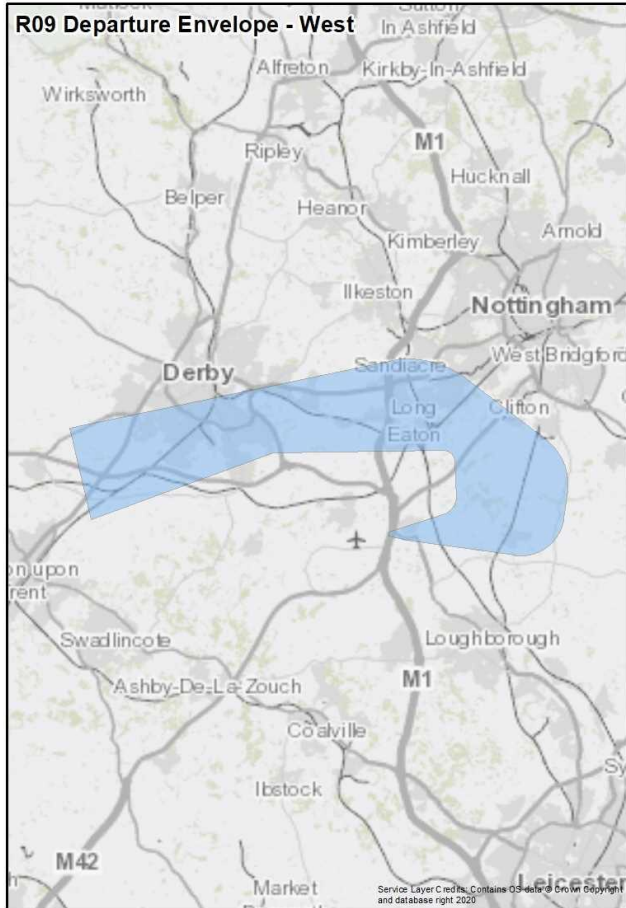 R09 Departure Envelope - West
Sutton
In Ashfield
Alfreton
Kirkby-In-Ashfield
Wirksworth
M1
Ripley
Hucknall
Belper
Heanor
Arnold
Kimberley
Ilkeston
Nottingham
West Bridgford
Sandiacre
Derby
Long
Eaton
Clifton
on upon
rent
Swadlincote
Loughborough
Ashby-De-La-Zouch
M1
Coalville
Sy
Ibstock
M42
Market
Leicester
Service Layer Credits: Contains OS data © Crown Copyright
and database right 2020